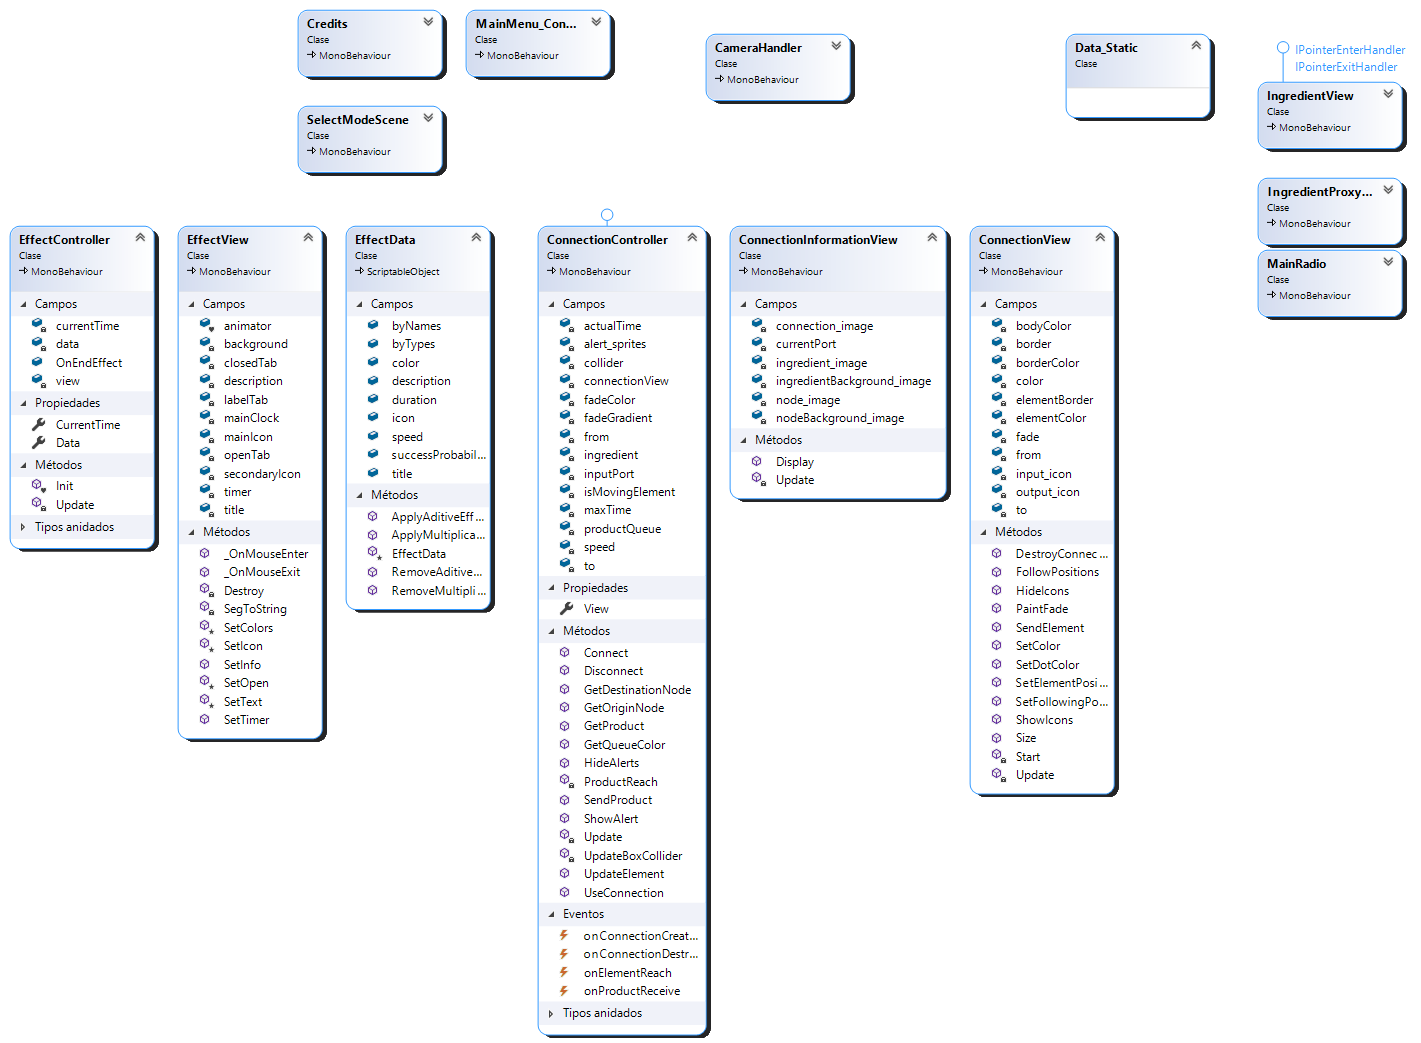 Credits
Clase
MonoBehaviour
MainMenu_Con...
Clase
MonoBehaviour
SelectModeScene
Clase
MonoBehaviour
CameraHandler
Clase
MonoBehaviour
Data_Static
Clase
IPointerEnterHandler
IPointerExitHandler
IngredientView
Clase
MonoBehaviour
IngredientProxy...
Clase
MonoBehaviour
MainRadio
Clase
MonoBehaviour
EffectController
Clase
MonoBehaviour
Campos
currentTime
data
OnEndEffect
view
Propiedades
CurrentTime
Data
Métodos
Init
Update
Tipos anidados
EffectView
Clase
MonoBehaviour
Campos
animator
background
closedTab
description
labelTab
mainClock
mainIcon
openTab
secondaryIcon
timer
title
Métodos
_OnMouseEnter
_OnMouseExit
Destroy
SegToString
SetColors
SetIcon
SetInfo
SetOpen
SetText
SetTimer
EffectData
Clase
ScriptableObject
Campos
byNames
byTypes
color
description
duration
icon
speed
successProbabil...
title
Métodos
ApplyAditiveEff...
ApplyMultiplica...
EffectData
RemoveAditive...
RemoveMultipli...
ConnectionController
Clase
MonoBehaviour
Campos
actualTime
alert_sprites
collider
connectionView
fadeColor
fadeGradient
from
ingredient
inputPort
isMovingElement
maxTime
productQueue
speed
to
Propiedades
View
Métodos
Connect
Disconnect
GetDestinationNode
GetOriginNode
GetProduct
GetQueueColor
HideAlerts
ProductReach
SendProduct
ShowAlert
Update
UpdateBoxCollider
UpdateElement
UseConnection
Eventos
onConnectionCreat...
onConnectionDestr...
onElementReach
onProductReceive
Tipos anidados
ConnectionInformationView
Clase
MonoBehaviour
Campos
connection_image
currentPort
ingredient_image
ingredientBackground_image
node_image
nodeBackground_image
Métodos
Display
Update
ConnectionView
Clase
MonoBehaviour
Campos
bodyColor
border
borderColor
color
elementBorder
elementColor
fade
from
input_icon
output_icon
to
Métodos
DestroyConnec...
FollowPositions
HideIcons
PaintFade
SendElement
SetColor
SetDotColor
SetElementPosi...
SetFollowingPo...
ShowIcons
Size
Start
Update